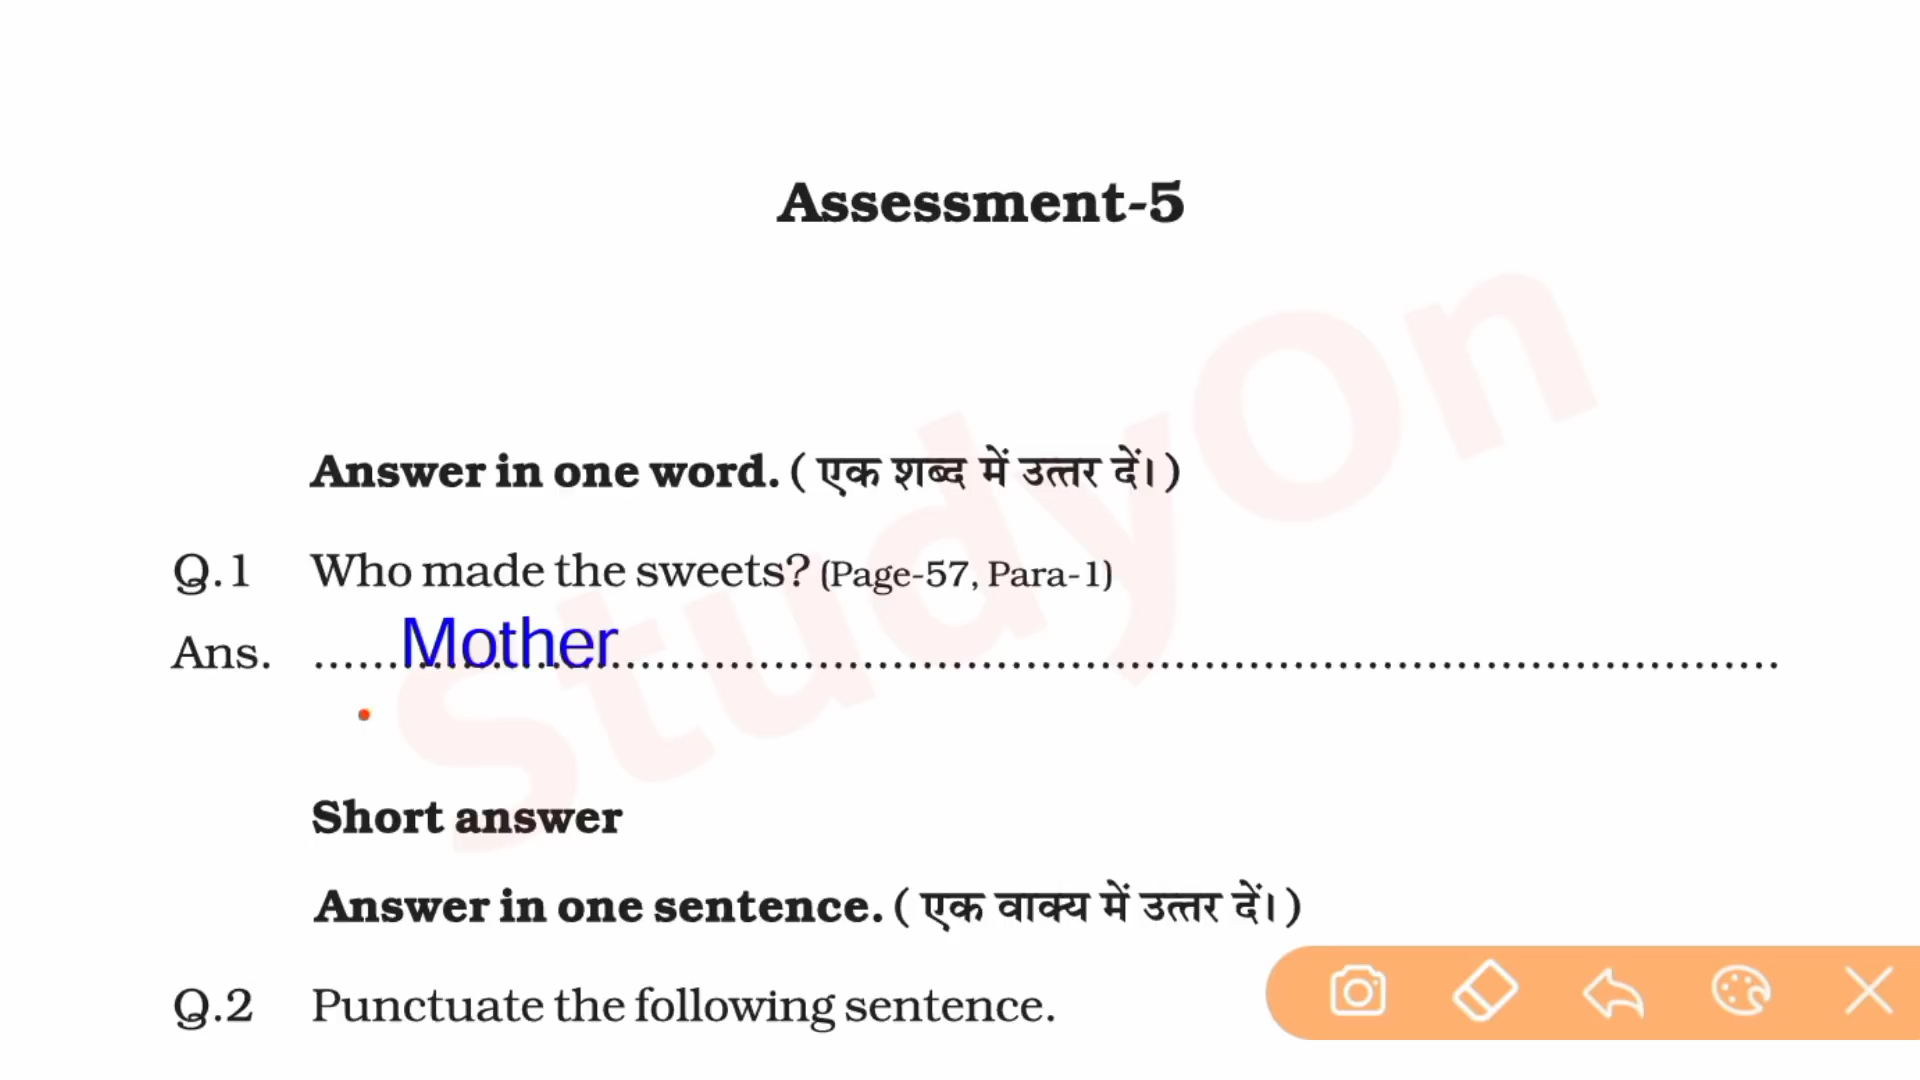 Assessment-5
Answer in one word. ( एक शब्द में उत्तर दें। )
Q.1 Who made the sweets? (Page-57, Para-1)
Ans. ......Mother..........................................................................
StudyOn
Short answer
Answer in one sentence. ( एक वाक्य में उत्तर दें। )
Q.2 Punctuate the following sentence.